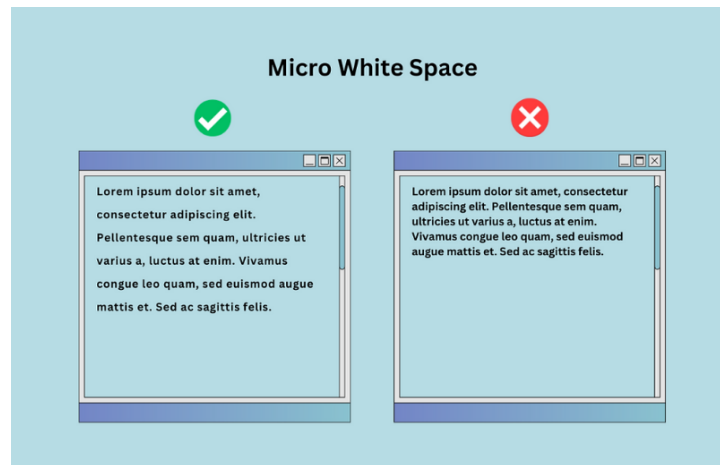 Micro White Space
Lorem ipsum dolor sit amet,
consectetur adipiscing elit.
Pellentesque sem quam, ultricies ut
varius a, luctus at enim. Vivamus
congue leo quam, sed euismod augue
mattis et. Sed ac sagittis felis.
Lorem ipsum dolor sit amet, consectetur
adipiscing elit. Pellentesque sem quam,
ultricies ut varius a, luctus at enim.
Vivamus congue leo quam, sed euismod
augue mattis et. Sed ac sagittis felis.